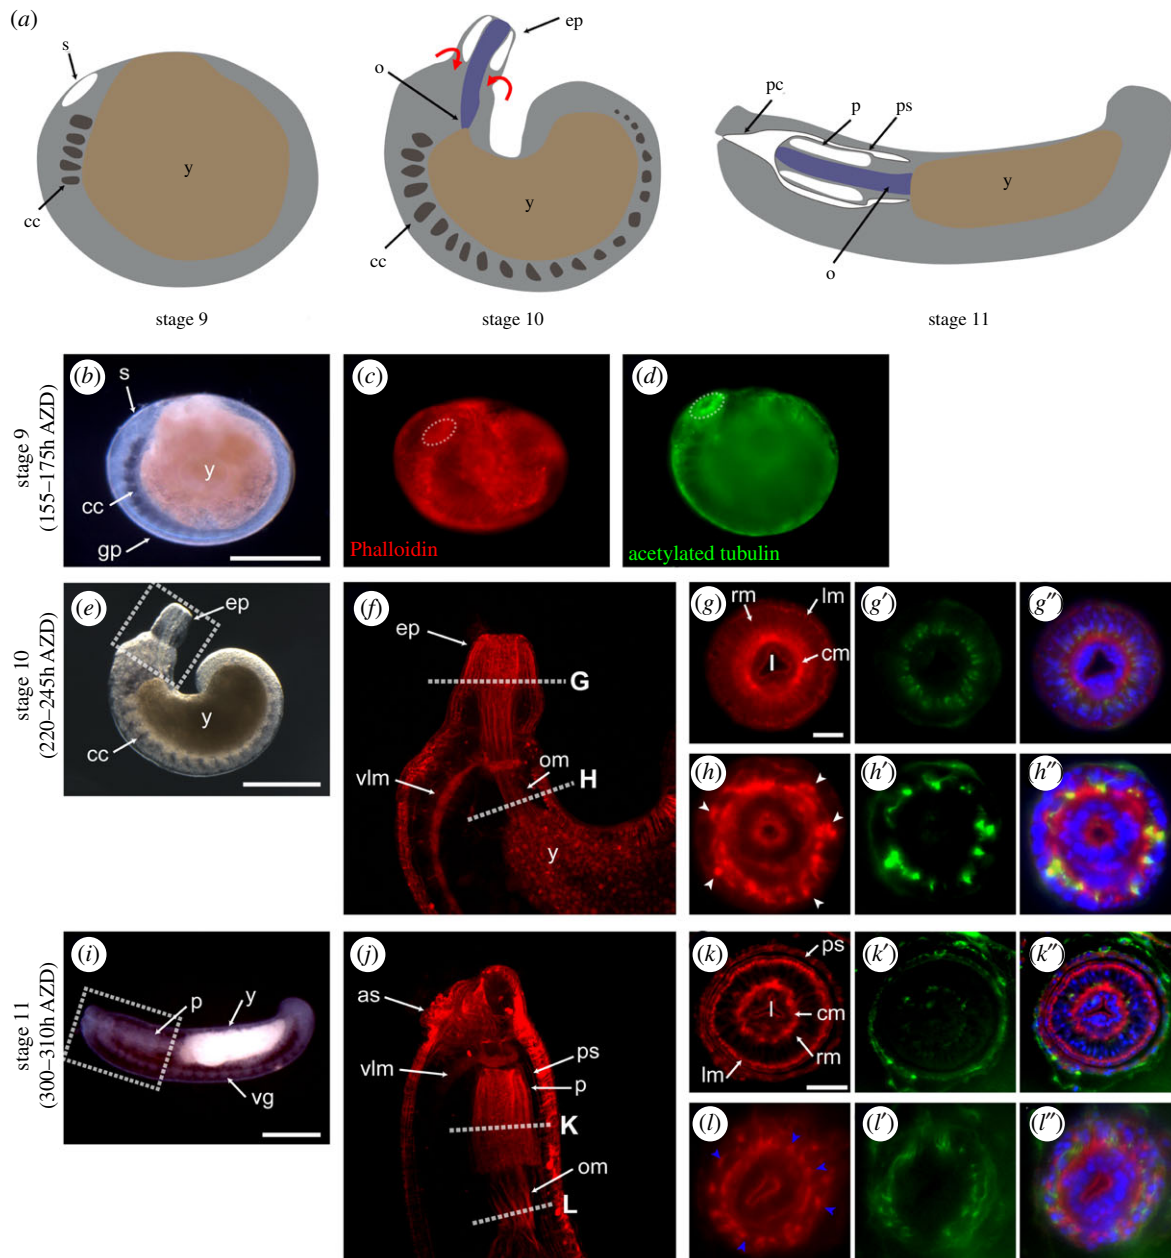 (a)
s
cc
y
stage 9
ep
o
y
cc
stage 10
pc
p
ps
y
o
stage 11
stage 9
(155–175h AZD)
(b)
s
y
cc
gp
(c)
Phalloidin
(d)
acetylated tubulin
stage 10
(220–245h AZD)
(e)
ep
y
cc
(f)
ep
G
om
vlm
H
y
(g)
rm
lm
l
cm
(g′)
(g″)
(h)
(h′)
(h″)
stage 11
(300–310h AZD)
(i)
p
y
vg
(j)
as
vlm
ps
p
K
om
L
(k)
ps
l
cm
rm
lm
(k′)
(k″)
(l)
(l′)
(l″)